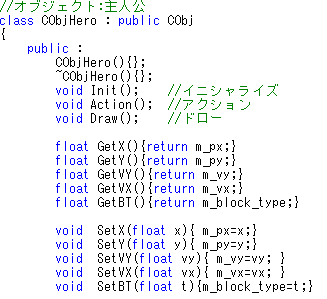 //オブジェクト:主人公
class CObjHero : public CObj
{
    public :
        CObjHero(){};
        ~CObjHero(){};
        void Init();    //イニシャライズ
        void Action();  //アクション
        void Draw();    //ドロー
        float GetX(){return m_px;}
        float GetY(){return m_py;}
        float GetVY(){return m_vy;}
        float GetVX(){return m_vx;}
        float GetBT(){return m_block_type;}
        void  SetX(float x){ m_px=x;}
        void  SetY(float y){ m_py=y;}
        void  SetVY(float vy){ m_vy=vy; }
        void  SetVX(float vx){ m_vx=vx; }
        void  SetBT(float t){m_block_type=t;}